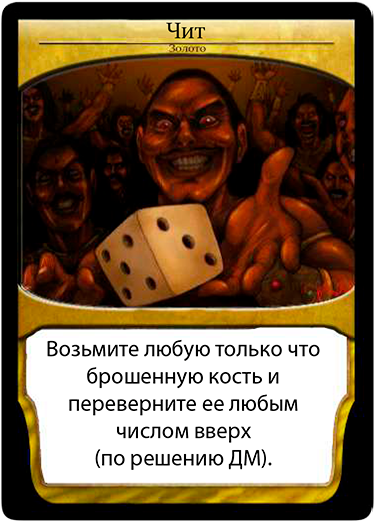 Чит
Золото
Возьмите любую только что
брошенную кость и
переверните ее любым
числом вверх
(по решению ДМ).